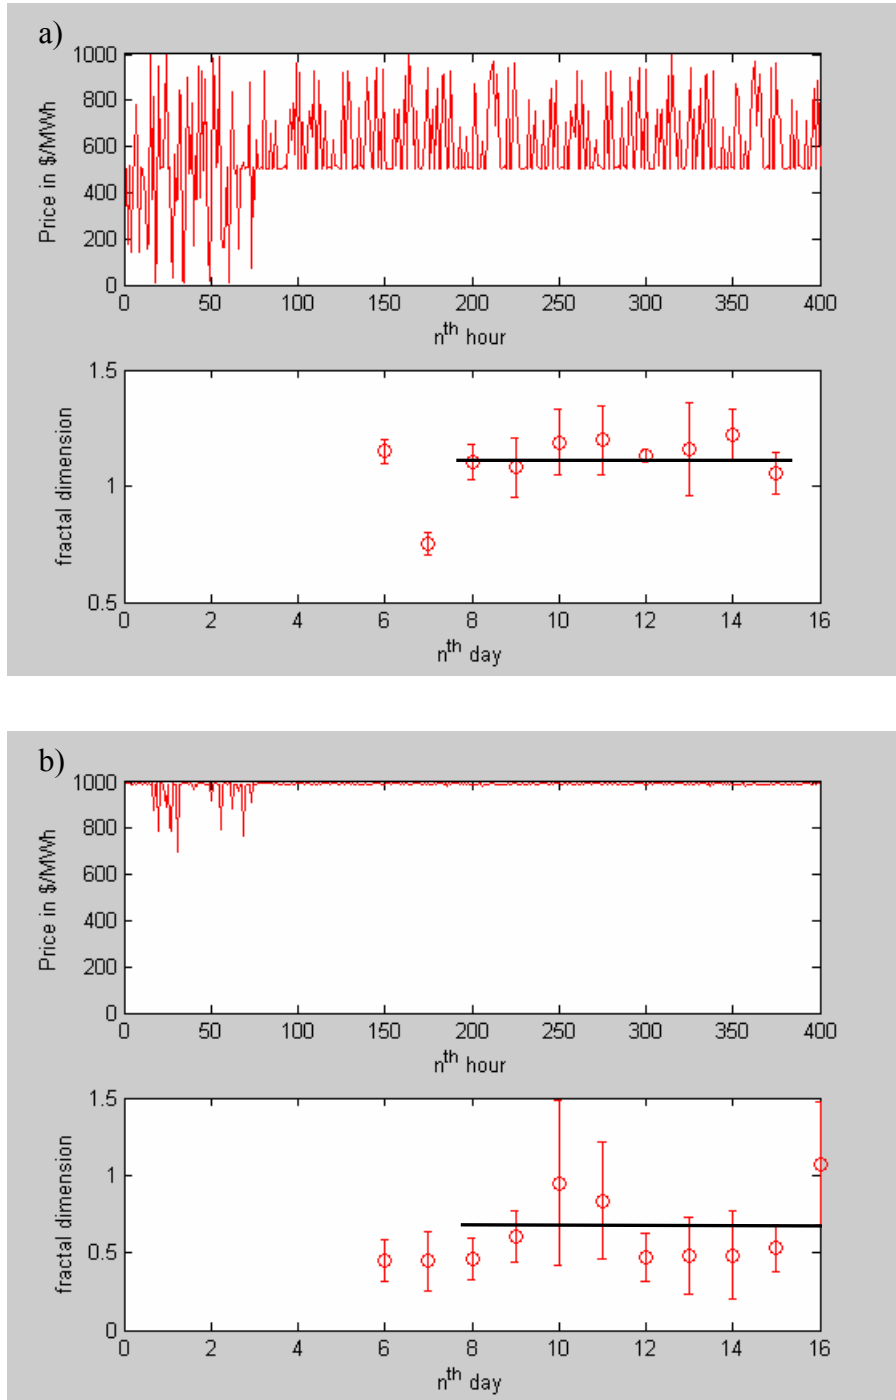 a)
1000
800
600
400
200
0
Price in $/MWh
0 50 100 150 200 250 300 350 400
nth hour
1.5
1
0.5
fractal dimension
0 2 4 6 8 10 12 14 16
nth day
b)
1000
800
600
400
200
0
Price in $/MWh
0 50 100 150 200 250 300 350 400
nth hour
1.5
1
0.5
0
fractal dimension
0 2 4 6 8 10 12 14 16
nth day